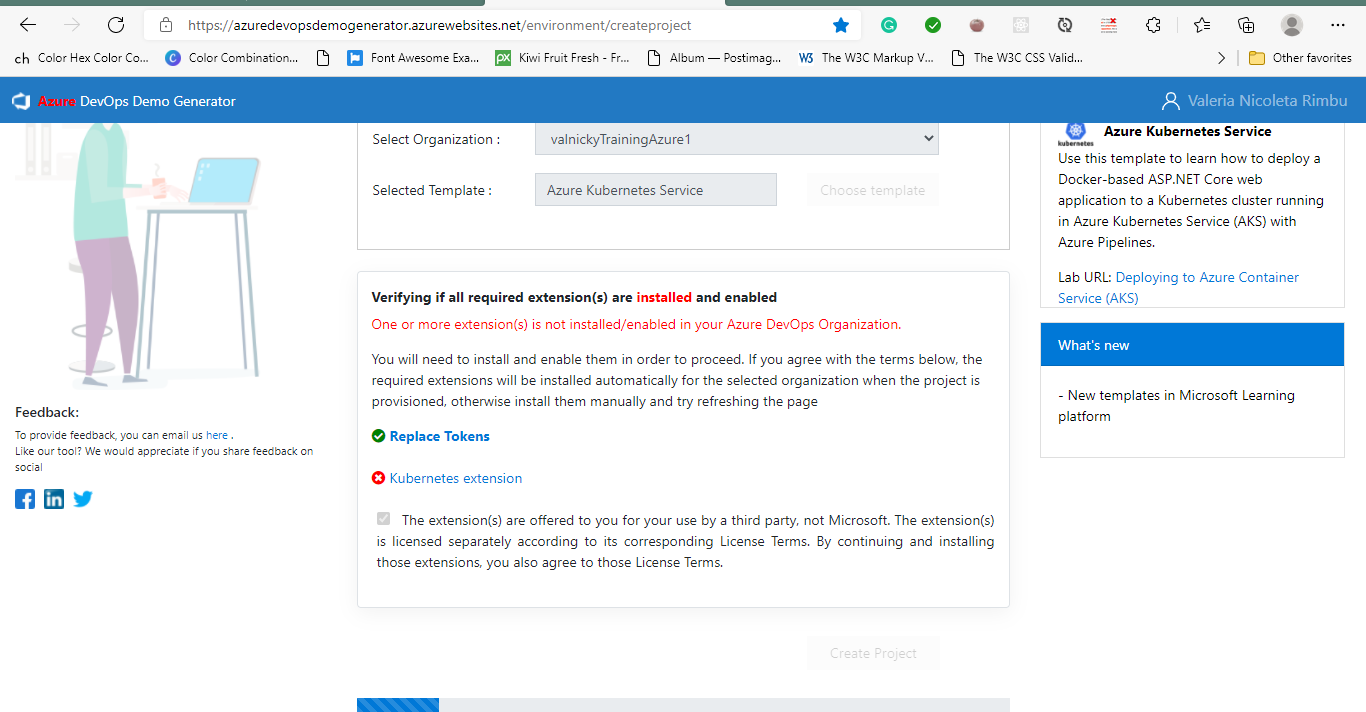 https://azuredevopsdemogenerator.azurewebsites.net/environment/createproject
ch Color Hex Color Co... C Color Combination... Font Awesome Exa... px Kiwi Fruit Fresh - Fr... Album — Postimag... W3 The W3C Markup V... The W3C CSS Valid... Other favorites
Azure DevOps Demo Generator
Valeria Nicoleta Rimbu
Select Organization :
valnickyTrainingAzure1
Selected Template :
Azure Kubernetes Service
Choose template
Verifying if all required extension(s) are installed and enabled
One or more extension(s) is not installed/enabled in your Azure DevOps Organization.
You will need to install and enable them in order to proceed. If you agree with the terms below, the
required extensions will be installed automatically for the selected organization when the project is
provisioned, otherwise install them manually and try refreshing the page
Replace Tokens
Kubernetes extension
The extension(s) are offered to you for your use by a third party, not Microsoft. The extension(s)
is licensed separately according to its corresponding License Terms. By continuing and installing
those extensions, you also agree to those License Terms.
Create Project
Feedback:
To provide feedback, you can email us here .
Like our tool? We would appreciate if you share feedback on
social
kubernetes
Azure Kubernetes Service
Use this template to learn how to deploy a
Docker-based ASP.NET Core web
application to a Kubernetes cluster running
in Azure Kubernetes Service (AKS) with
Azure Pipelines.
Lab URL: Deploying to Azure Container
Service (AKS)
What's new
- New templates in Microsoft Learning
platform